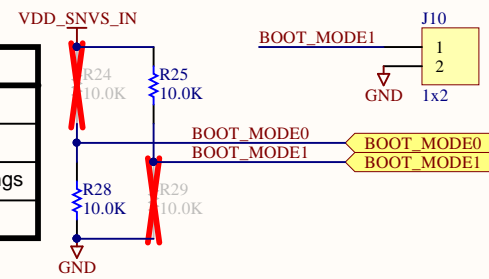 VDD_SNVS_IN
J10
BOOT_MODE1
1
2
GND
1x2
R24
10.0K
R25
10.0K
BOOT_MODE0
BOOT_MODE0
BOOT_MODE1
BOOT_MODE1
ngs
R28
10.0K
R29
10.0K
GND